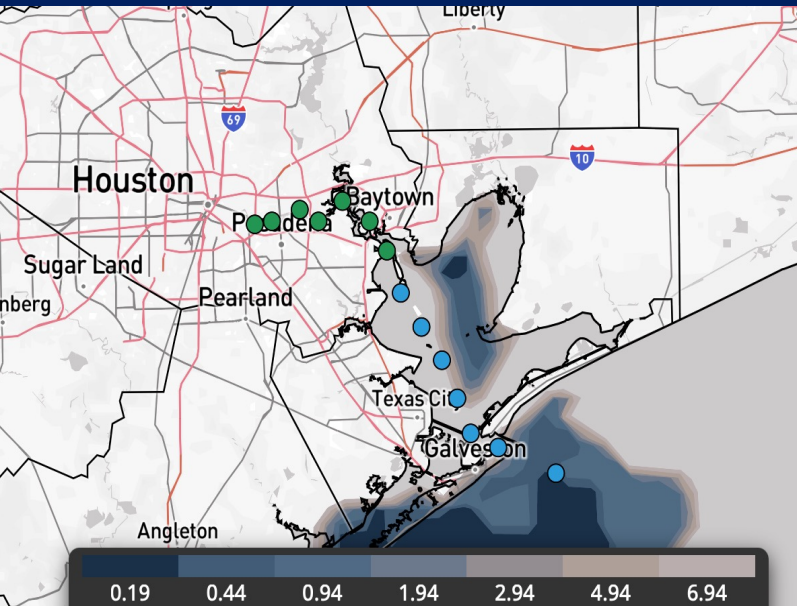 Liberty
69
10
Houston
Baytown
Pasadena
Sugar Land
nberg
Pearland
Texas City
Galveston
Angleton
0.19 0.44 0.94 1.94 2.94 4.94 6.94